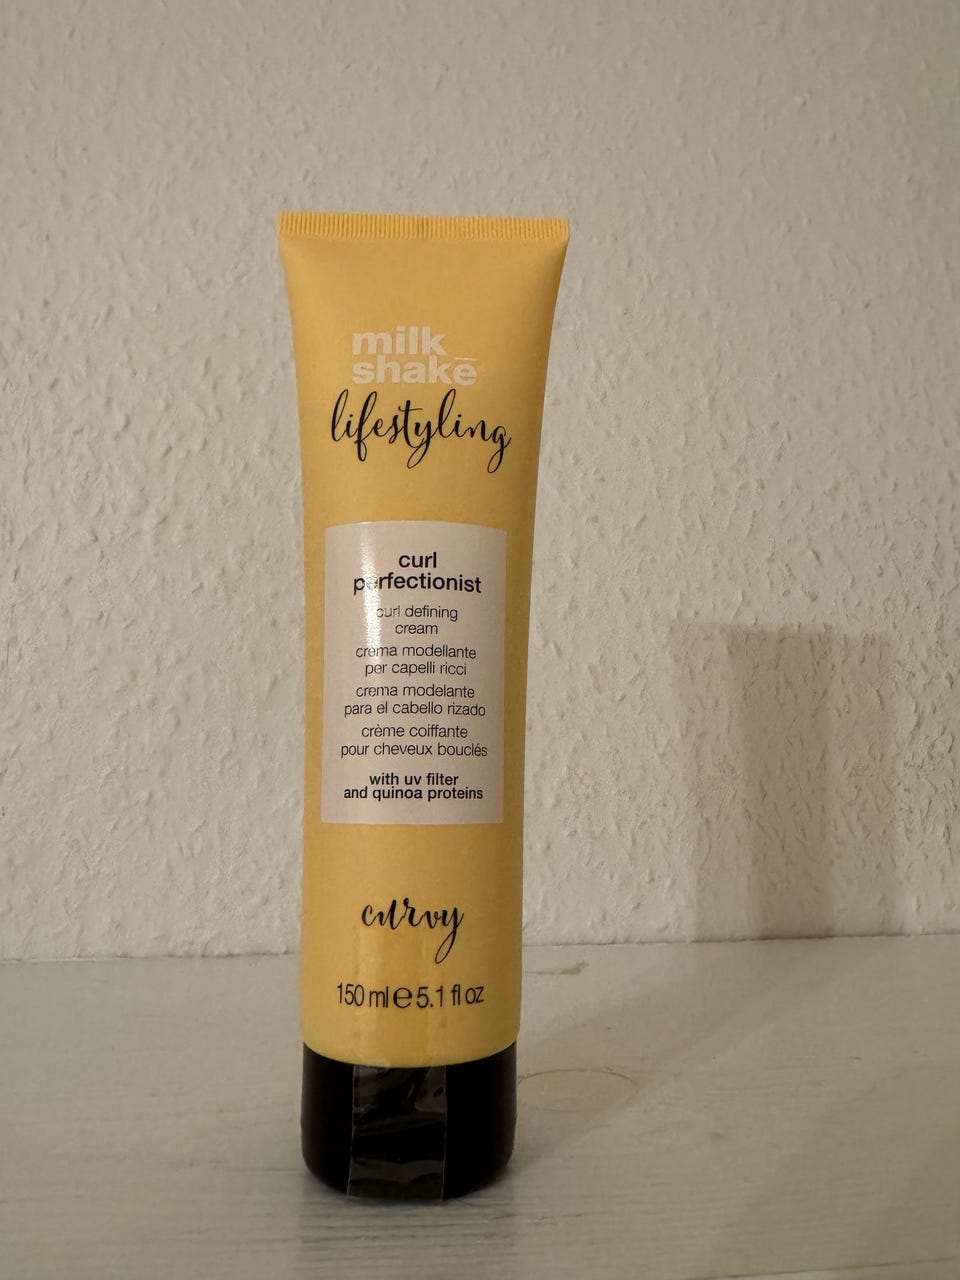 milk
shake
lifestyling
curl
perfectionist
curl defining
cream
crema modellante
per capelli ricci
crema modelante
para el cabello rizado
crème coiffante
pour cheveux bouclés
with uv filter
and quinoa proteins
curvy
150 ml ℮ 5.1 fl oz